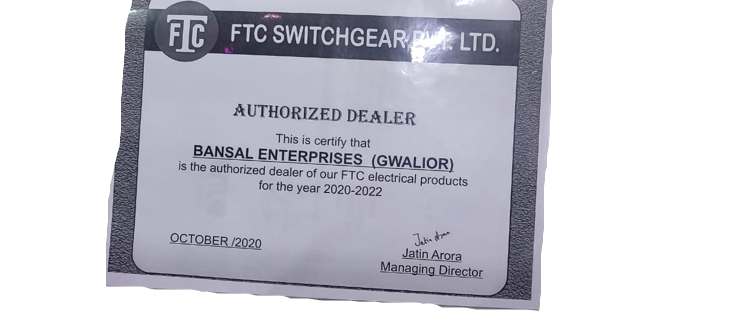 FTC
FTC SWITCHGEAR PVT. LTD.
AUTHORIZED DEALER
This is certify that
BANSAL ENTERPRISES (GWALIOR)
is the authorized dealer of our FTC electrical products
for the year 2020-2022
OCTOBER /2020
Jatin Arora
Jatin Arora
Managing Director